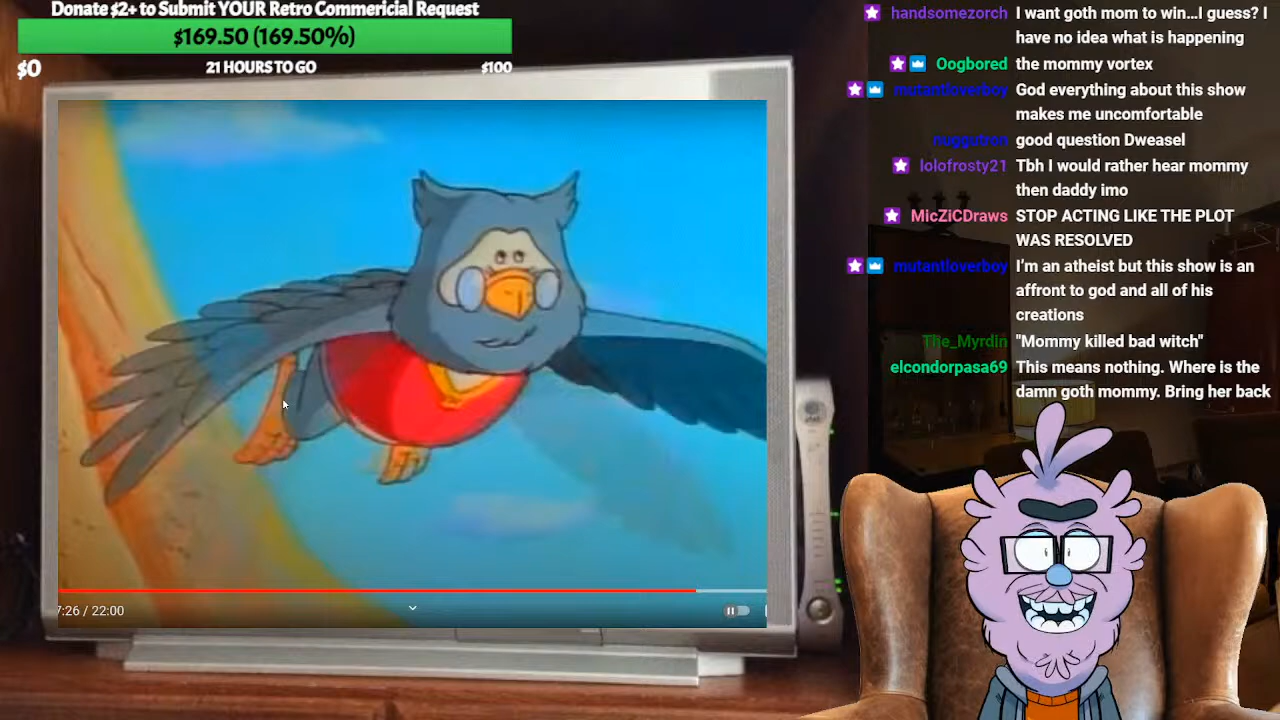 Donate $2+ to Submit YOUR Retro Commericial Request
$169.50 (169.50%)
$0
21 HOURS TO GO
$100
7:26 / 22:00
handsomezorch I want goth mom to win...I guess? I
have no idea what is happening
Oogbored the mommy vortex
mutantloverboy God everything about this show
makes me uncomfortable
nuggutron good question Dweasel
lolofrosty21 Tbh I would rather hear mommy
then daddy imo
MicZiCDraws STOP ACTING LIKE THE PLOT
WAS RESOLVED
mutantloverboy I'm an atheist but this show is an
affront to god and all of his
creations
The_Myrdin "Mommy killed bad witch"
elcondorpasa69 This means nothing. Where is the
damn goth mommy. Bring her back